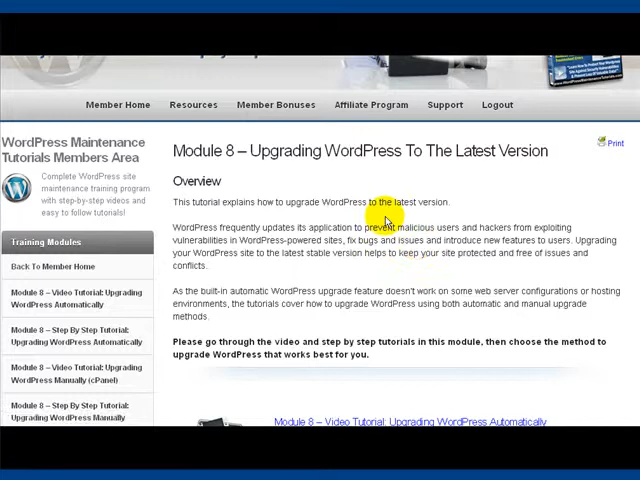 Member Home
Resources
Member Bonuses
Affiliate Program
Support
Logout
WordPress Maintenance
Tutorials Members Area
Complete WordPress site
maintenance training program
with step-by-step videos and
easy to follow tutorials!
Training Modules
Back To Member Home
Module 8 – Video Tutorial: Upgrading
WordPress Automatically
Module 8 – Step By Step Tutorial:
Upgrading WordPress Automatically
Module 8 – Video Tutorial: Upgrading
WordPress Manually (cPanel)
Module 8 – Step By Step Tutorial:
Upgrading WordPress Manually
Print
Module 8 – Upgrading WordPress To The Latest Version
Overview
This tutorial explains how to upgrade WordPress to the latest version.
WordPress frequently updates its application to prevent malicious users and hackers from exploiting
vulnerabilities in WordPress-powered sites, fix bugs and issues and introduce new features to users. Upgrading
your WordPress site to the latest stable version helps to keep your site protected and free of issues and
conflicts.
As the built-in automatic WordPress upgrade feature doesn't work on some web server configurations or hosting
environments, the tutorials cover how to upgrade WordPress using both automatic and manual upgrade
methods.
Please go through the video and step by step tutorials in this module, then choose the method to
upgrade WordPress that works best for you.
Module 8 – Video Tutorial: Upgrading WordPress Automatically